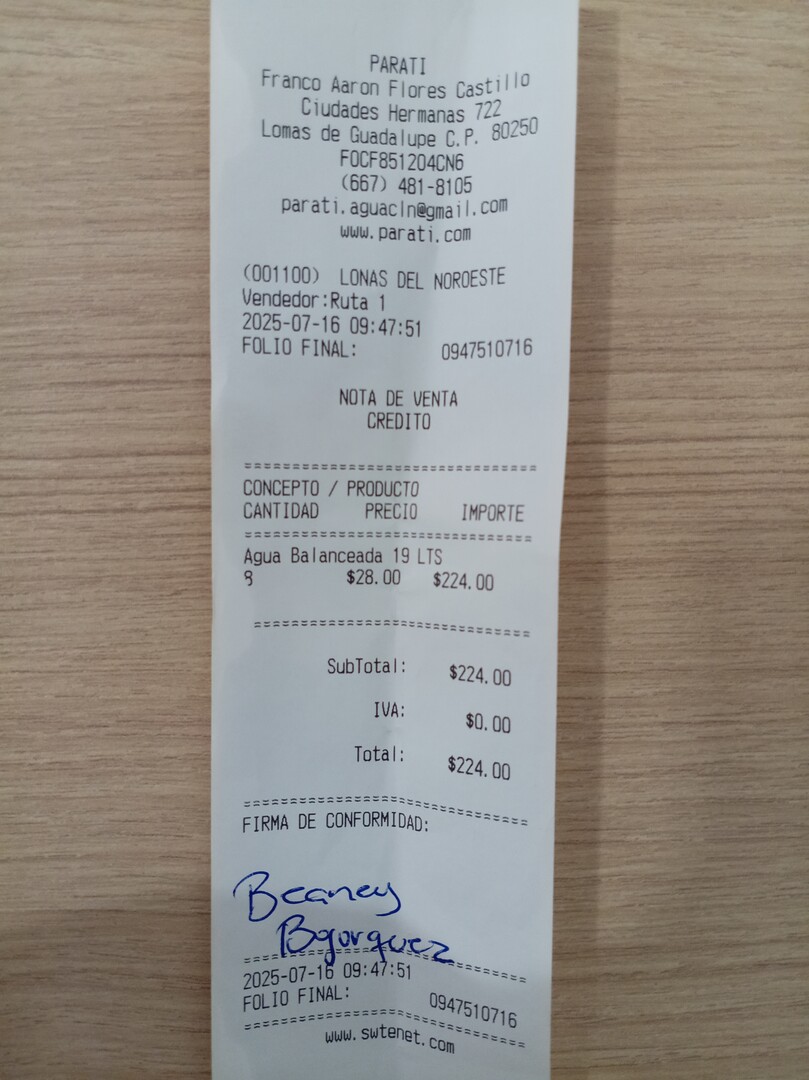 PARATI
Franco Aaron Flores Castillo
Ciudades Hermanas 722
Lomas de Guadalupe C.P. 80250
FOCF851204CN6
(667) 481-8105
parati.aguacln@gmail.com
www.parati.com
(001100) LONAS DEL NOROESTE
Vendedor:Ruta 1
2025-07-16 09:47:51
FOLIO FINAL: 0947510716
NOTA DE VENTA
CREDITO
==================================
CONCEPTO / PRODUCTO
CANTIDAD PRECIO IMPORTE
==================================
Agua Balanceada 19 LTS
8 $28.00 $224.00
================================
SubTotal: $224.00
IVA: $0.00
Total: $224.00
==================================
FIRMA DE CONFORMIDAD:
Bojorquez
==================================
2025-07-16 09:47:51
FOLIO FINAL: 0947510716
==================================
www.swtenet.com